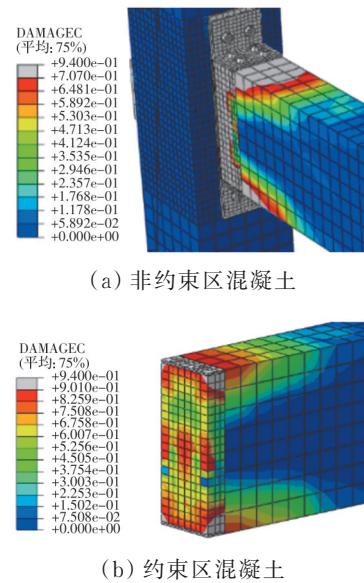 DAMAGEC
(平均: 75%)
+9.400e-01
+7.070e-01
+6.481e-01
+5.892e-01
+5.303e-01
+4.713e-01
+4.124e-01
+3.535e-01
+2.946e-01
+2.357e-01
+1.768e-01
+1.178e-01
+5.892e-02
+0.000e+00
(a) 非约束区混凝土
DAMAGEC
(平均: 75%)
+9.400e-01
+9.010e-01
+8.259e-01
+7.508e-01
+6.758e-01
+6.007e-01
+5.256e-01
+4.505e-01
+3.754e-01
+3.003e-01
+2.253e-01
+1.502e-01
+7.508e-02
+0.000e+00
(b) 约束区混凝土